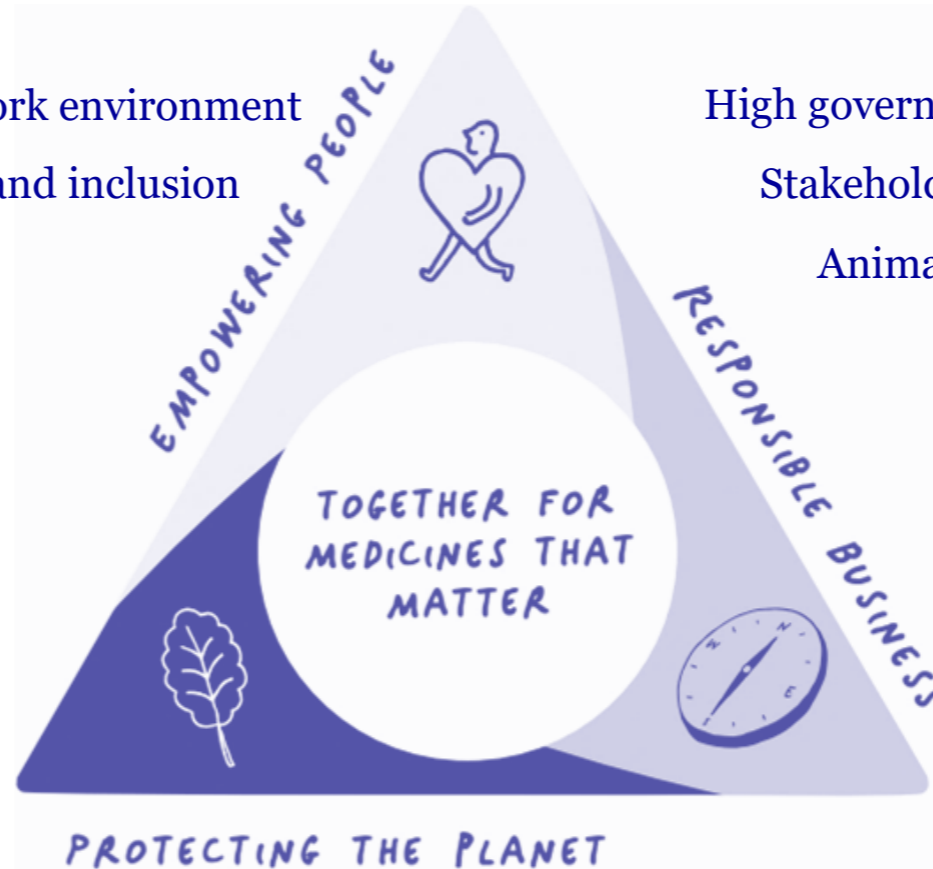 ork environment
and inclusion
High govern
Stakehold
Anima
EMPOWERING PEOPLE
RESPONSIBLE BUSINESS
TOGETHER FOR
MEDICINES THAT
MATTER
N
W
E
PROTECTING THE PLANET